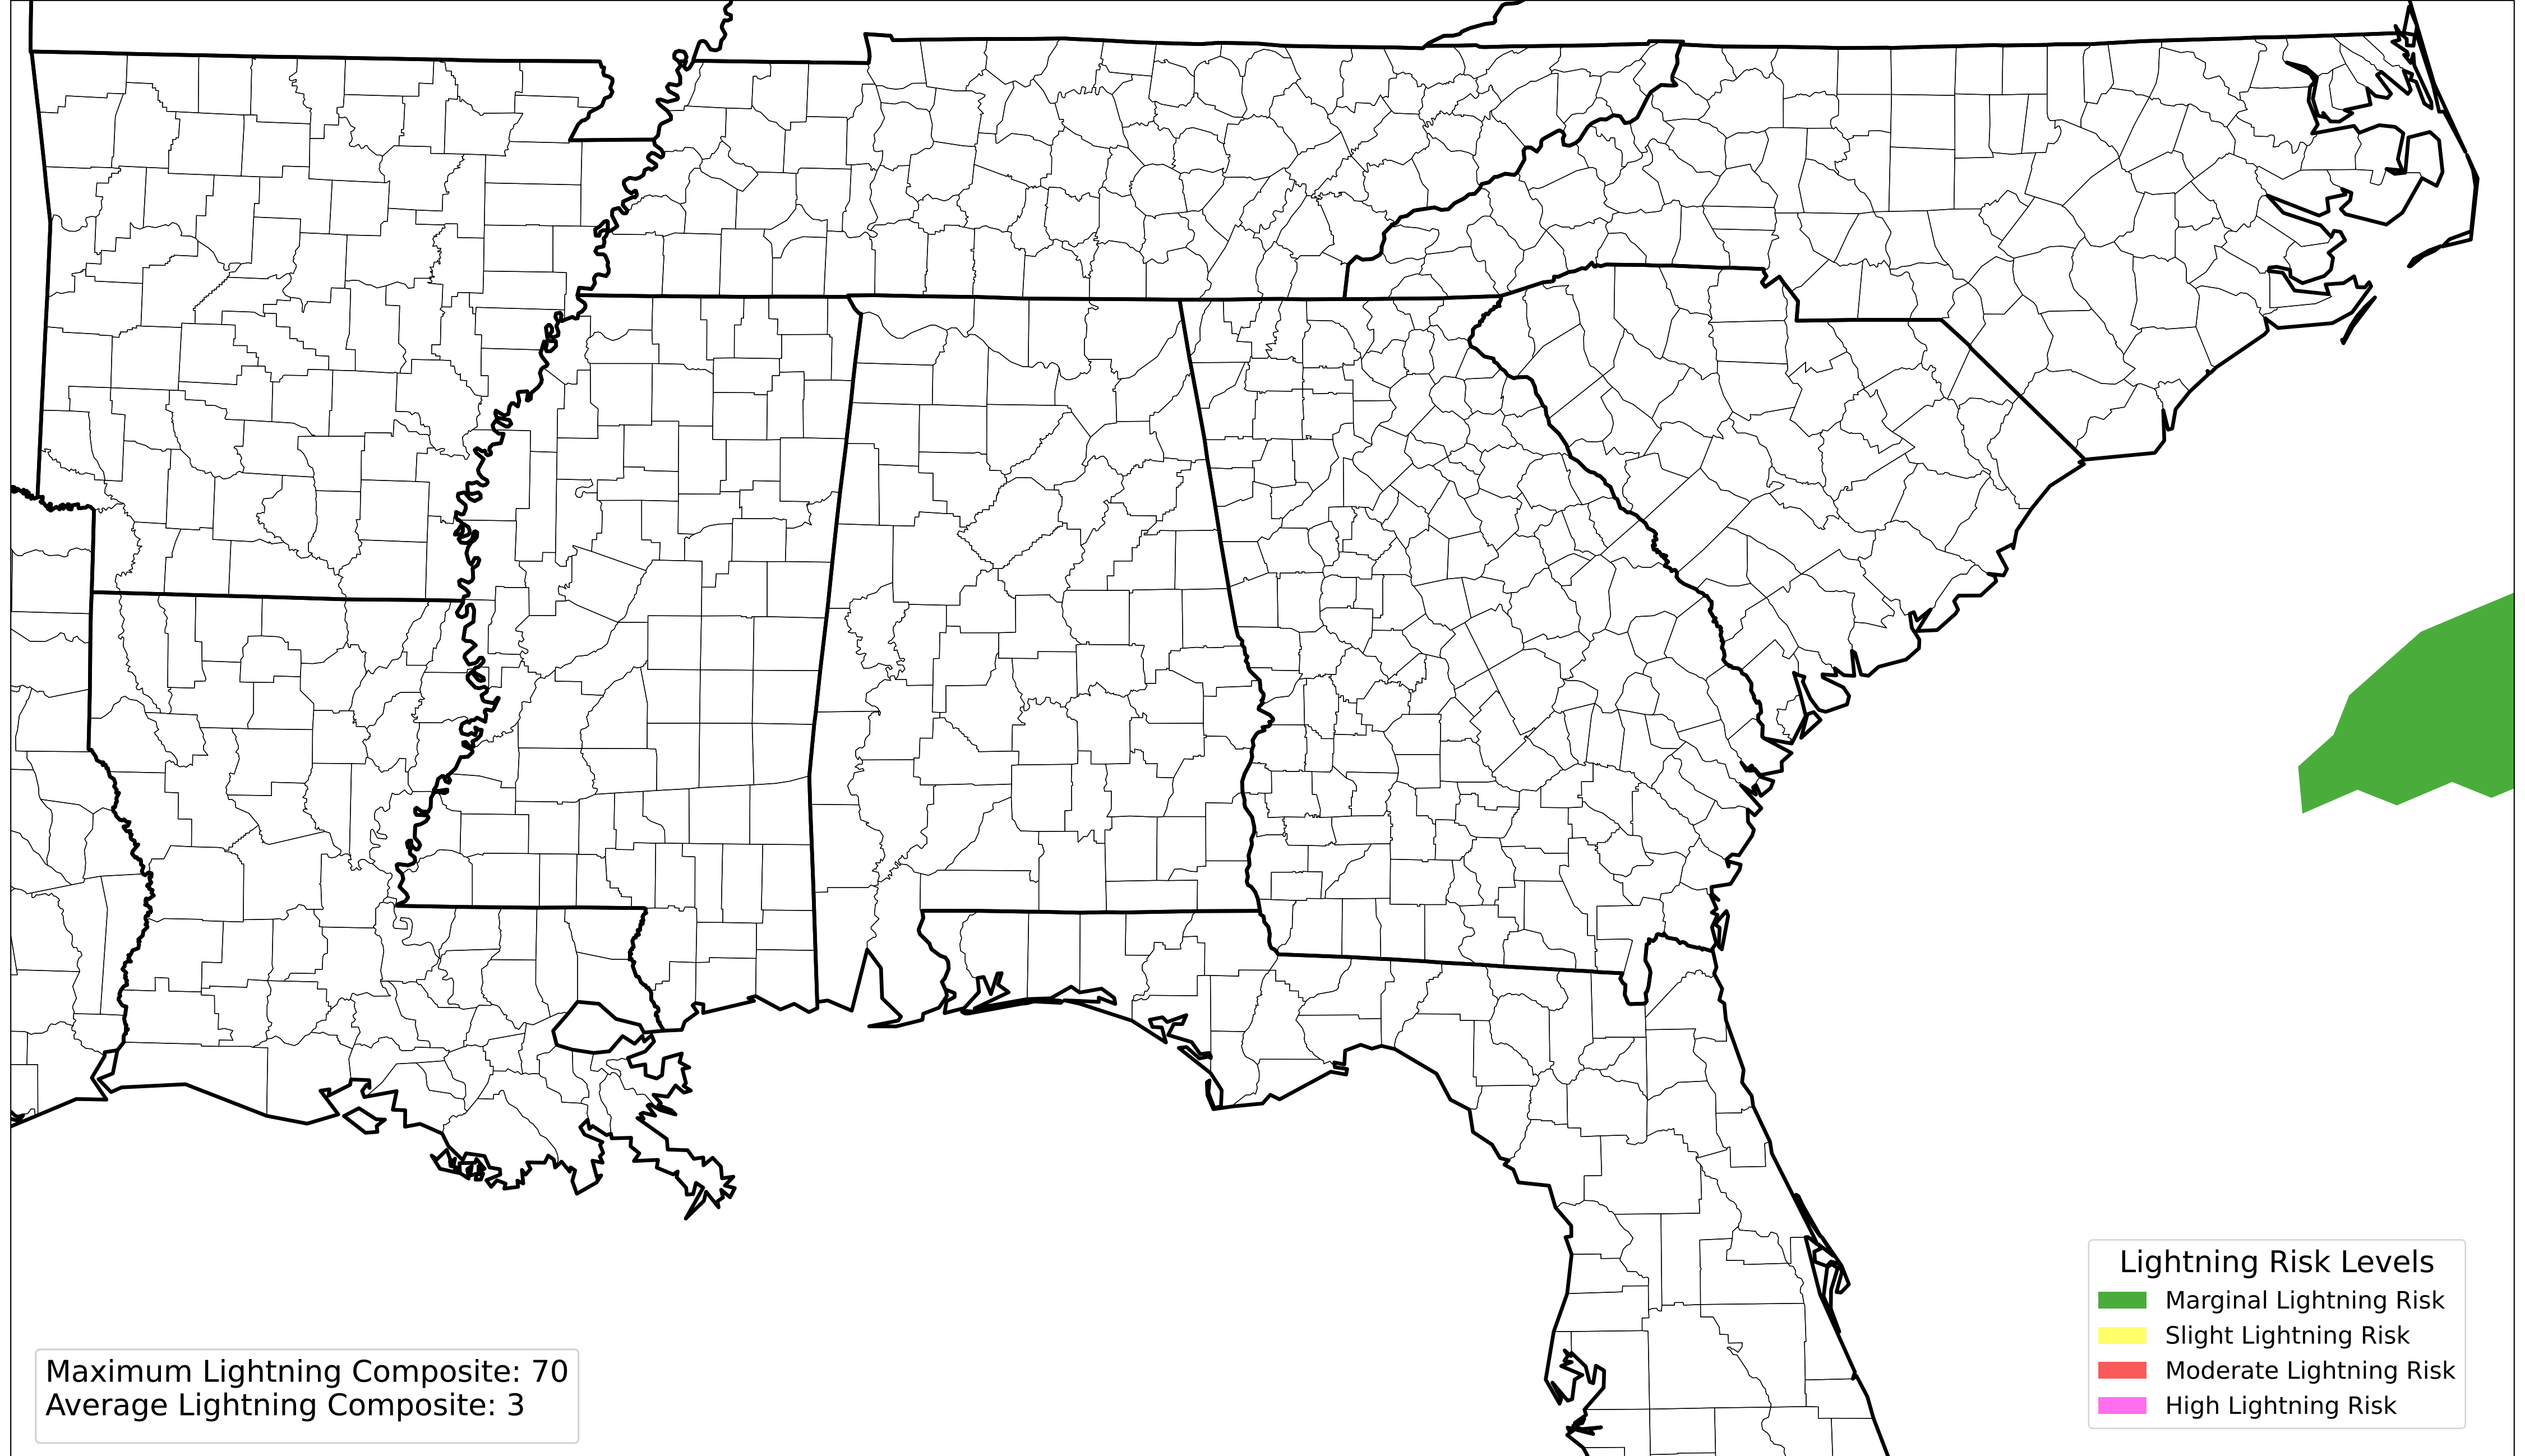 Lightning Risk Levels
Marginal Lightning Risk
Slight Lightning Risk
Moderate Lightning Risk
High Lightning Risk
Maximum Lightning Composite: 70
Average Lightning Composite: 3